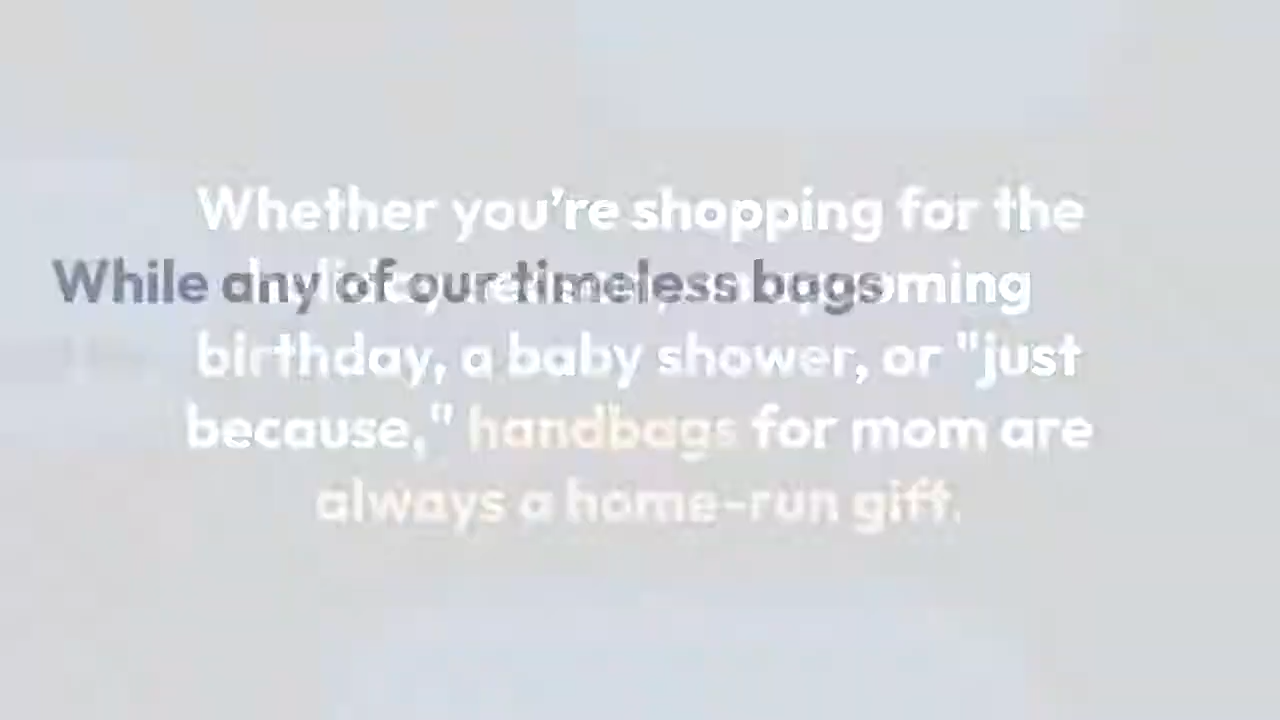 Whether you're shopping for the
While any of our timeless bags
birthday, a baby shower, or "just
because," handbags for mom are
always a home-run gift.